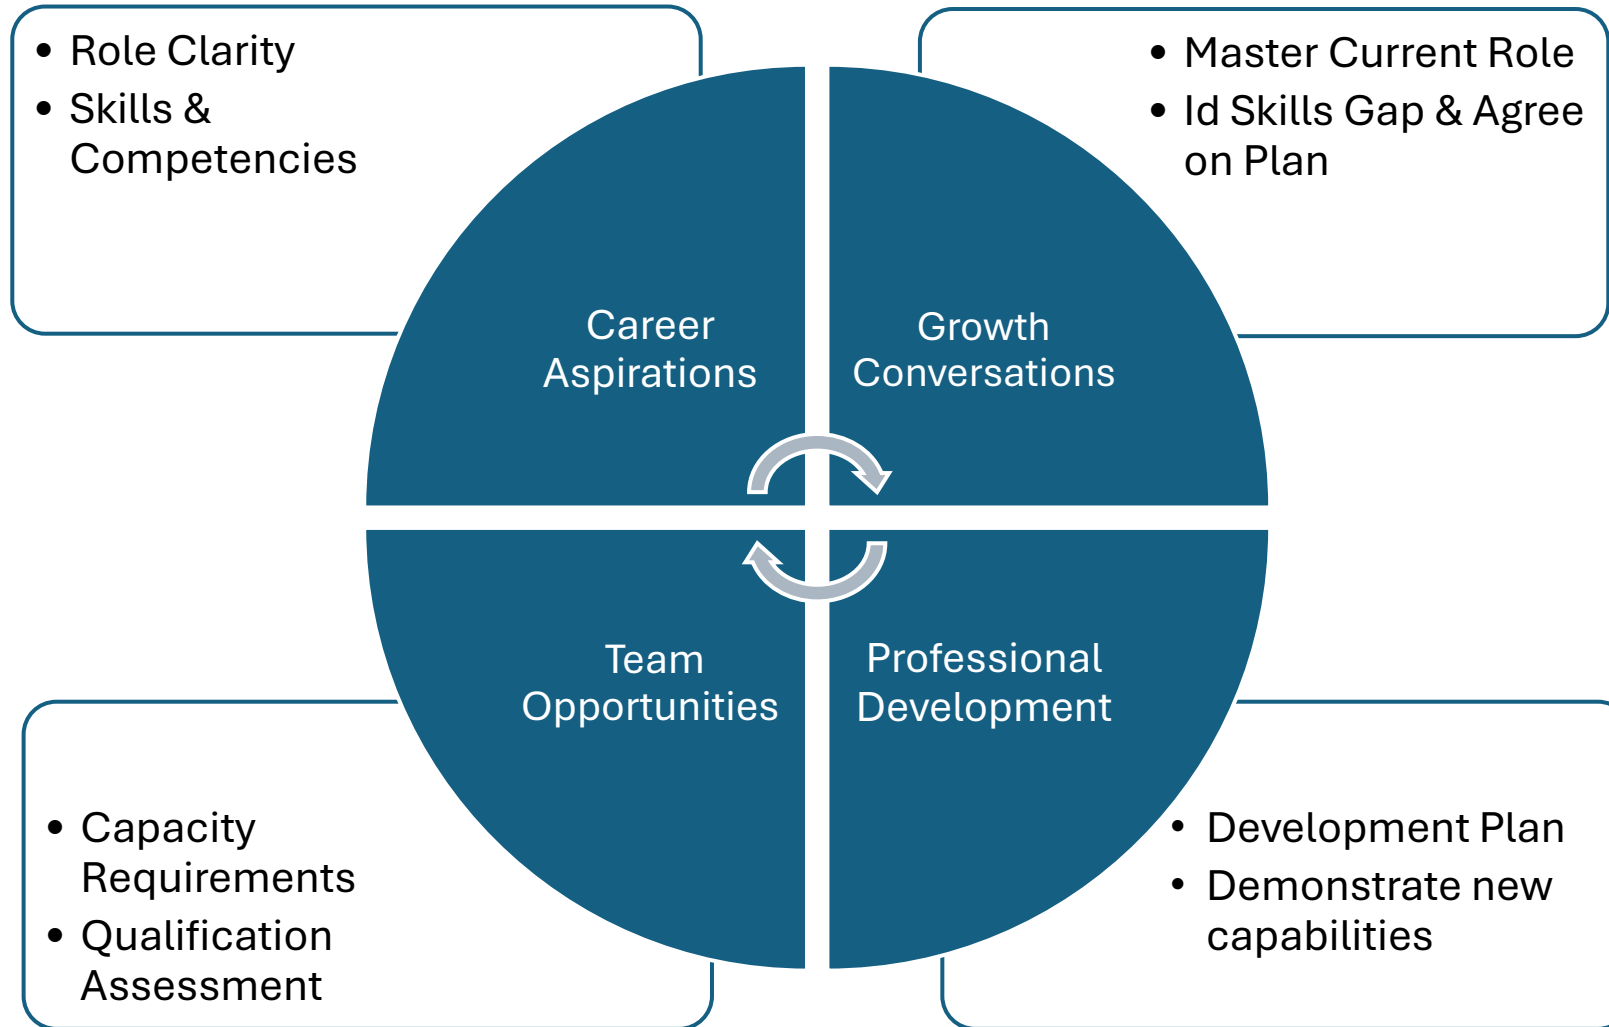 • Role Clarity
• Skills &
Competencies
• Master Current Role
• Id Skills Gap & Agree
on Plan
Career
Aspirations
Growth
Conversations
Team
Opportunities
Professional
Development
• Capacity
Requirements
• Qualification
Assessment
• Development Plan
• Demonstrate new
capabilities